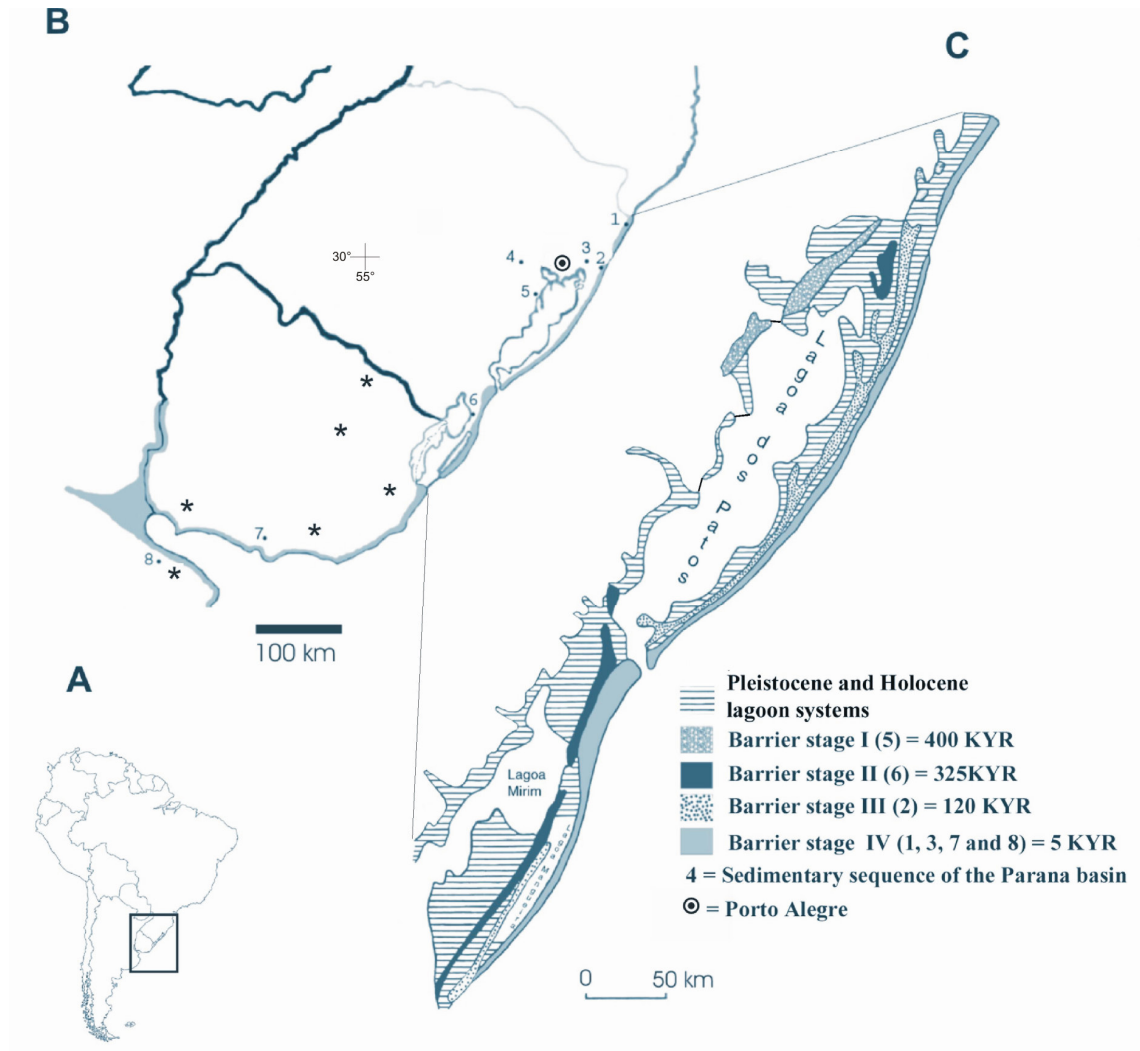 B
C
1
30°
55°
4
3
2
5
6
7
8
100 km
A
Lagoa dos Patos
Lagoa
Mirim
Pleistocene and Holocene
lagoon systems
Barrier stage I (5) = 400 KYR
Barrier stage II (6) = 325KYR
Barrier stage III (2) = 120 KYR
Barrier stage IV (1, 3, 7 and 8) = 5 KYR
4 = Sedimentary sequence of the Parana basin
= Porto Alegre
0 50 km